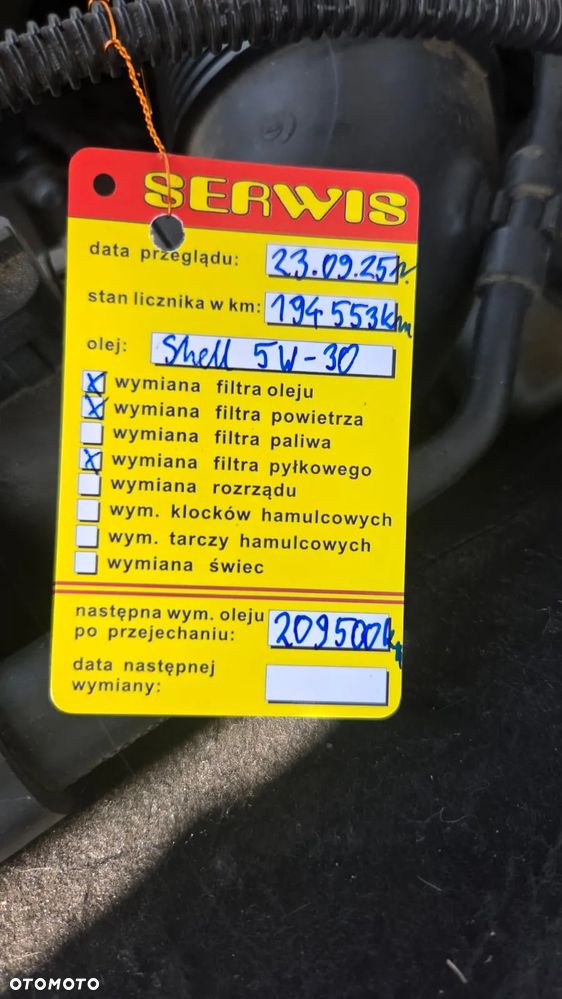 SERWIS
data przeglądu: 23.09.25r.
stan licznika w km: 194 553km
olej: Shell 5W-30
X wymiana filtra oleju
X wymiana filtra powietrza
wymiana filtra paliwa
X wymiana filtra pyłkowego
wymiana rozrządu
wym. klocków hamulcowych
wym. tarczy hamulcowych
wymiana świec
następna wym. oleju
po przejechaniu: 209500km
data następnej
wymiany:
OTOMOTO